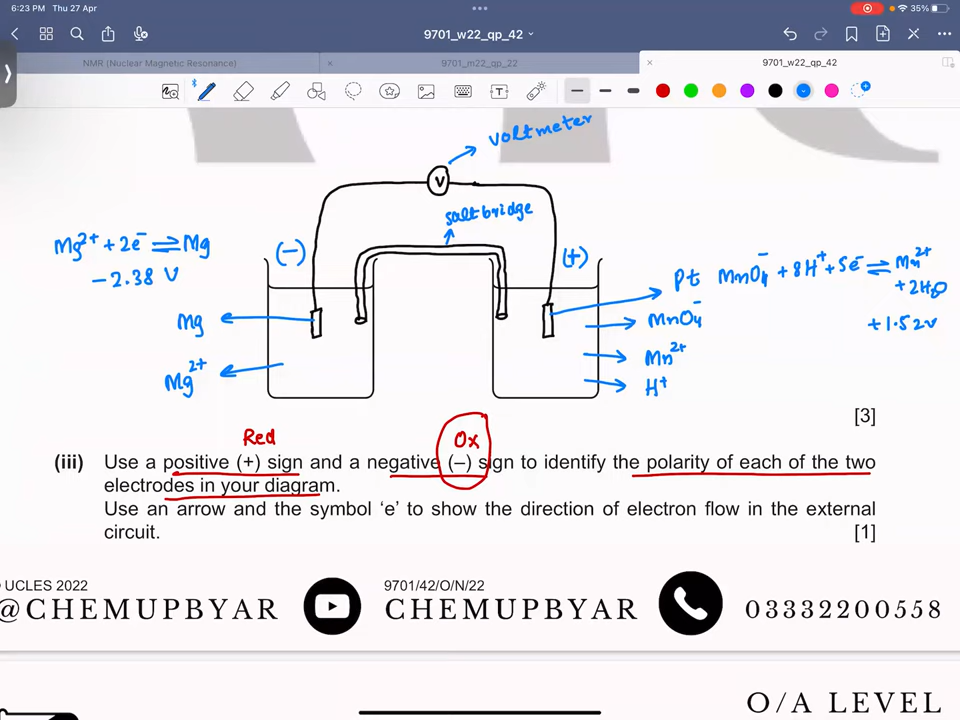 6:23 PM Thu 27 Apr
35%
9701_w22_qp_42
NMR (Nuclear Magnetic Resonance)
9701_m22_qp_22
9701_w22_qp_42
voltmeter
V
salt bridge
Mg²⁺ + 2e⁻ ⇌ Mg
−2.38 V
(−)
(+)
Pt
MnO₄⁻ + 8H⁺ + 5e⁻ ⇌ Mn²⁺
+ 2H₂O
+1.52v
Mg
MnO₄⁻
Mg²⁺
Mn²⁺
H⁺
[3]
Red
Ox
(iii) Use a positive (+) sign and a negative (–) sign to identify the polarity of each of the two
electrodes in your diagram.
Use an arrow and the symbol ‘e’ to show the direction of electron flow in the external
circuit. [1]
UCLES 2022
9701/42/O/N/22
@CHEMUPBYAR
CHEMUPBYAR
03332200558
O/A LEVEL